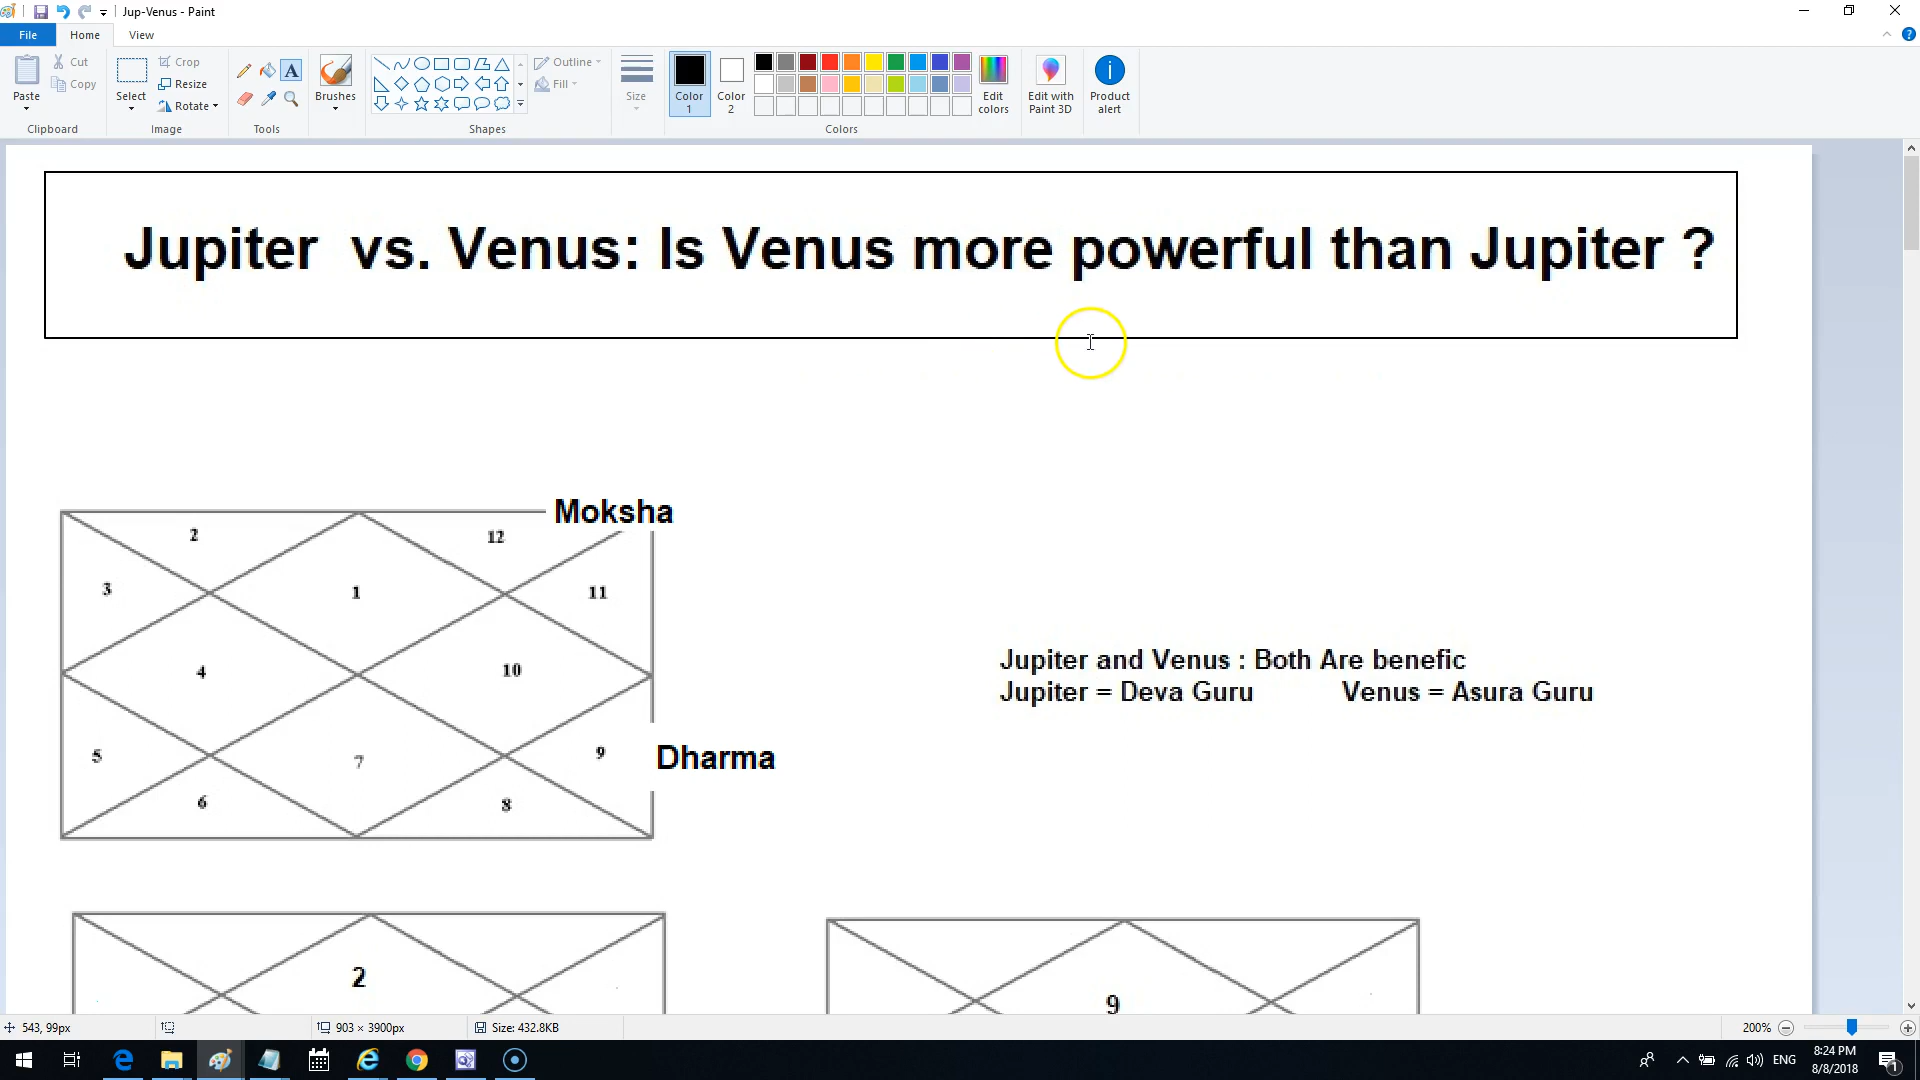 Jup-Venus - Paint
File
Home
View
Paste
Cut
Copy
Clipboard
Select
Crop
Resize
Rotate
Image
A
Tools
Brushes
Shapes
Outline
Fill
Size
Color
1
Color
2
Edit
colors
Colors
Edit with
Paint 3D
Product
alert
Jupiter vs. Venus: Is Venus more powerful than Jupiter ?
Moksha
2
12
3
1
11
4
10
5
7
9
Dharma
6
8
Jupiter and Venus : Both Are benefic
Jupiter = Deva Guru Venus = Asura Guru
2
9
543, 99px
903 × 3900px
Size: 432.8KB
200%
ENG
8:24 PM
8/8/2018
1